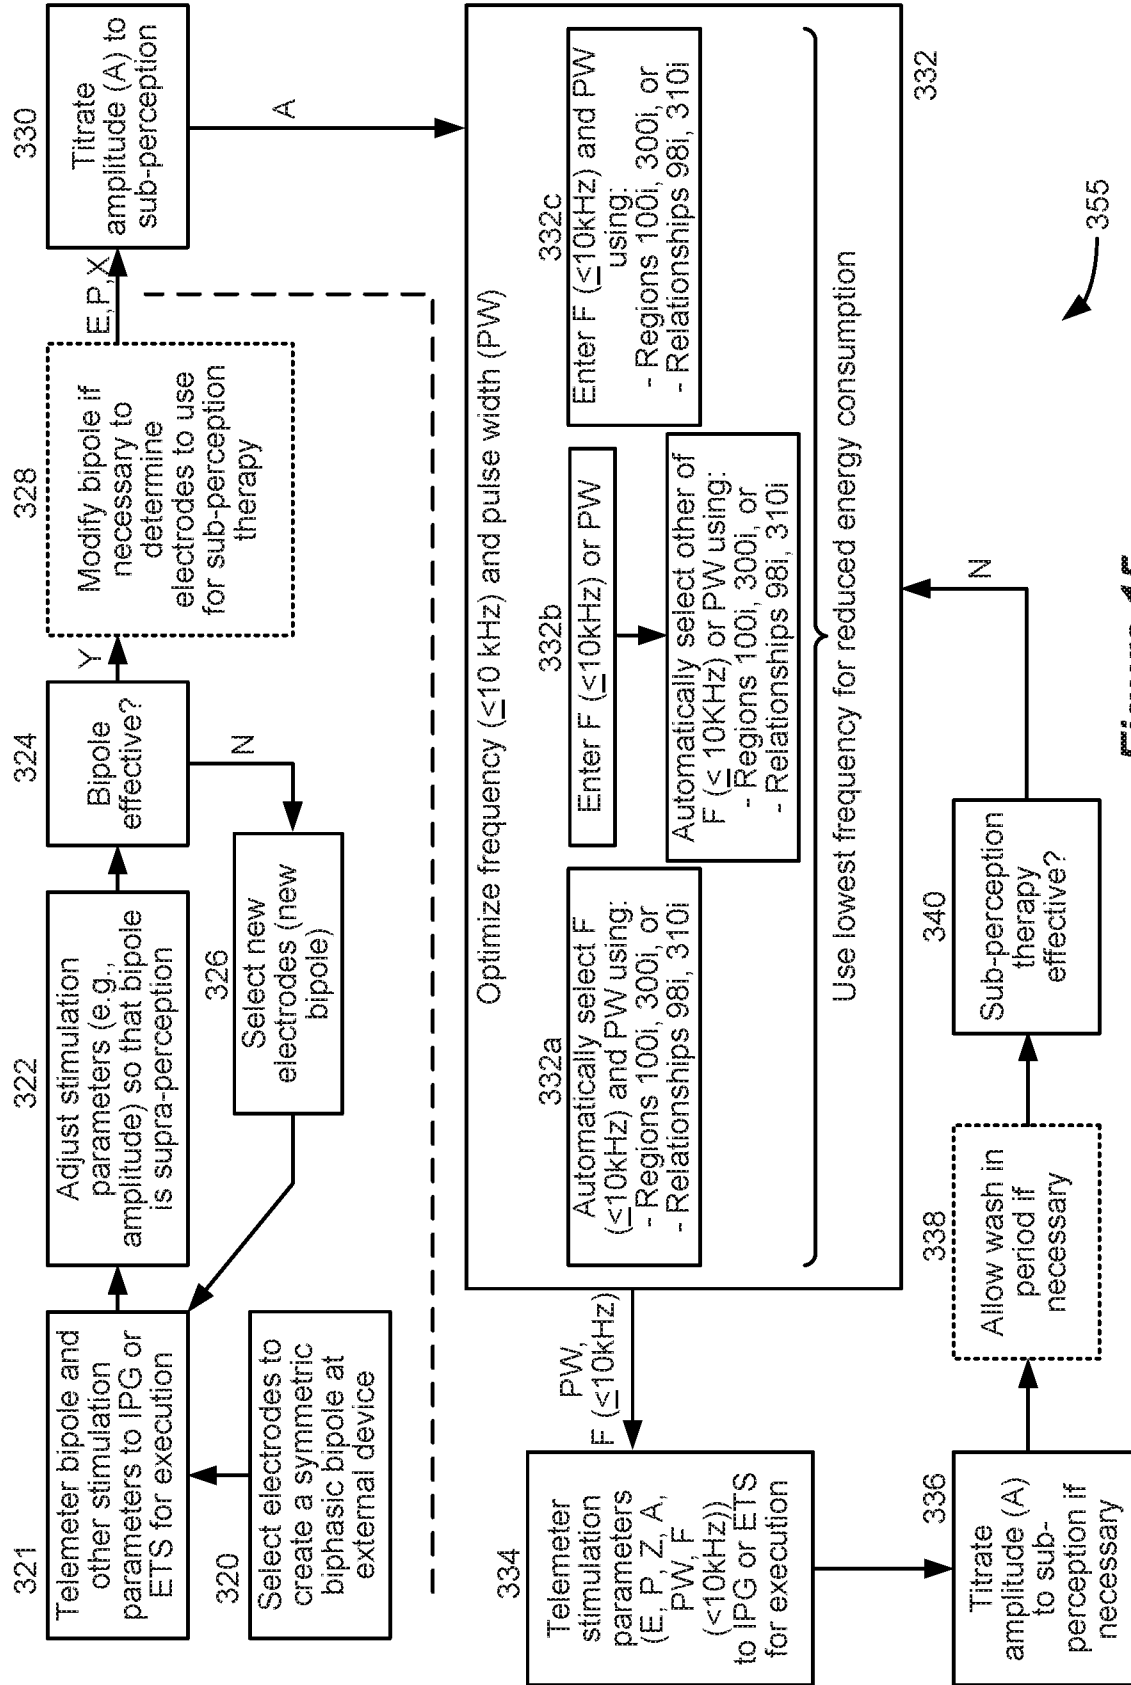 321
Telemeter bipole and
other stimulation
parameters to IPG or
ETS for execution
320
Select electrodes to
create a symmetric
biphasic bipole at
external device
322
Adjust stimulation
parameters (e.g.,
amplitude) so that bipole
is supra-perception
324
Bipole
effective?
Y
N
326
Select new
electrodes (new
bipole)
328
Modify bipole if
necessary to
determine
electrodes to use
for sub-perception
therapy
E,P,X
330
Titrate
amplitude (A) to
sub-perception
A
332
Optimize frequency (≤10 kHz) and pulse width (PW)
332a
Automatically select F
(≤10kHz) and PW using:
- Regions 100i, 300i, or
- Relationships 98i, 310i
332b
Enter F (≤10kHz) or PW
Automatically select other of
F (≤ 10KHz) or PW using:
- Regions 100i, 300i, or
- Relationships 98i, 310i
332c
Enter F (≤10kHz) and PW
using:
- Regions 100i, 300i, or
- Relationships 98i, 310i
Use lowest frequency for reduced energy consumption
PW,
F (≤10kHz)
334
Telemeter
stimulation
parameters
(E, P, Z, A,
PW, F
(<10kHz))
to IPG or ETS
for execution
336
Titrate
amplitude (A)
to sub-
perception if
necessary
338
Allow wash in
period if
necessary
340
Sub-perception
therapy
effective?
N
355